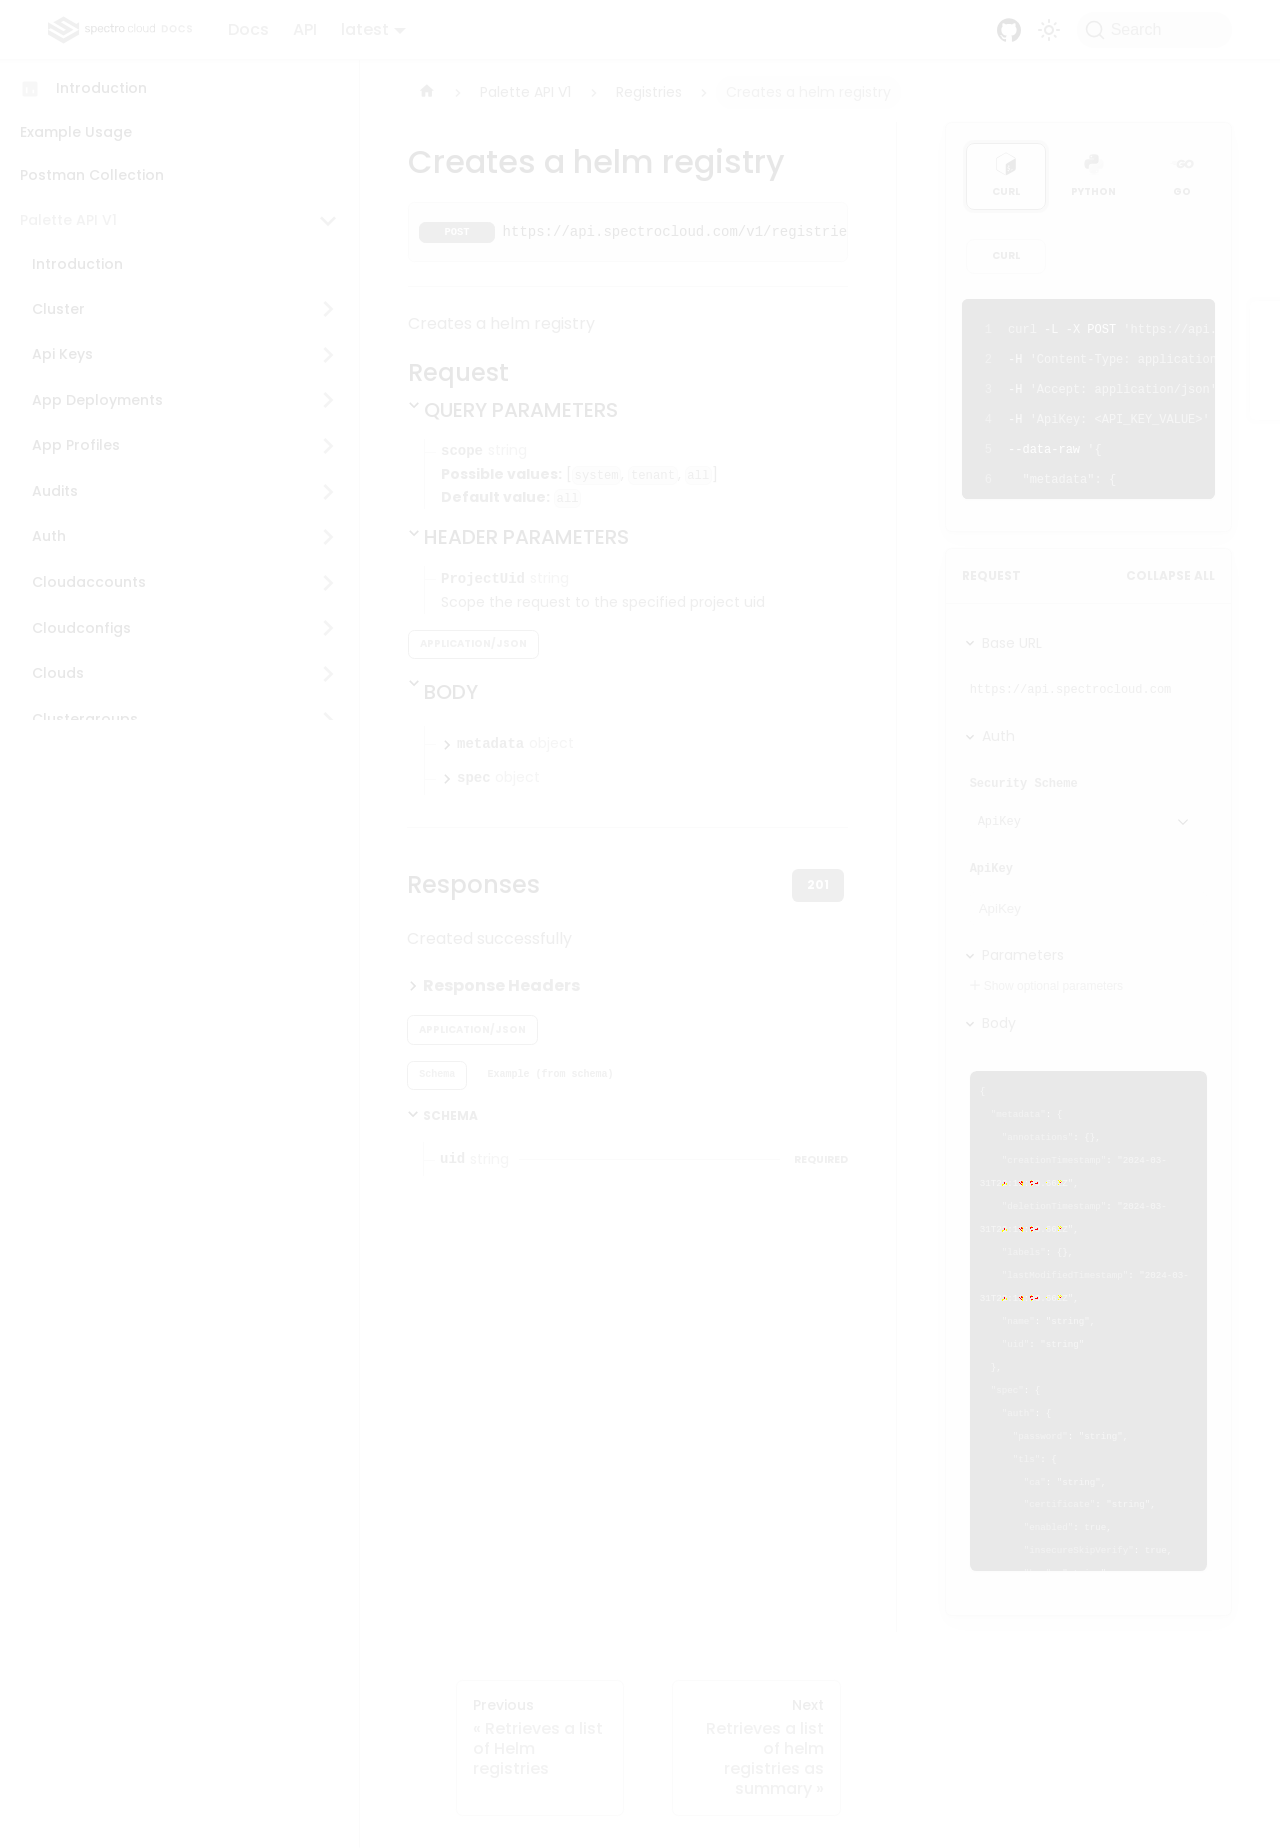 spectro cloud DOCS
Docs
API
latest
Search
Introduction
Example Usage
Postman Collection
Palette API V1
Introduction
Cluster
Api Keys
App Deployments
App Profiles
Audits
Auth
Cloudaccounts
Cloudconfigs
Clouds
Clustergroups
Palette API V1
Registries
Creates a helm registry
Creates a helm registry
POST https://api.spectrocloud.com/v1/registrie
Creates a helm registry
Request
QUERY PARAMETERS
scope string
Possible values: [system, tenant, all]
Default value: all
HEADER PARAMETERS
ProjectUid string
Scope the request to the specified project uid
APPLICATION/JSON
BODY
metadata object
spec object
Responses
201
Created successfully
Response Headers
APPLICATION/JSON
Schema
Example (from schema)
SCHEMA
uid string REQUIRED
CURL
PYTHON
GO
CURL
1 curl -L -X POST 'https://api.
2 -H 'Content-Type: application
3 -H 'Accept: application/json'
4 -H 'ApiKey: <API_KEY_VALUE>'
5 --data-raw '{
6 "metadata": {
REQUEST
COLLAPSE ALL
Base URL
https://api.spectrocloud.com
Auth
Security Scheme
ApiKey
ApiKey
ApiKey
Parameters
+ Show optional parameters
Body
{
"metadata": {
"annotations": {},
"creationTimestamp": "2024-03-
"deletionTimestamp": "2024-03-
"labels": {},
"lastModifiedTimestamp": "2024-03-
"name": "string",
"uid": "string"
},
"spec": {
"auth": {
"password": "string",
"tls": {
"ca": "string",
"certificate": "string",
"enabled": true,
"insecureSkipVerify": true,
Previous
« Retrieves a list
of Helm
registries
Next
Retrieves a list
of helm
registries as
summary »